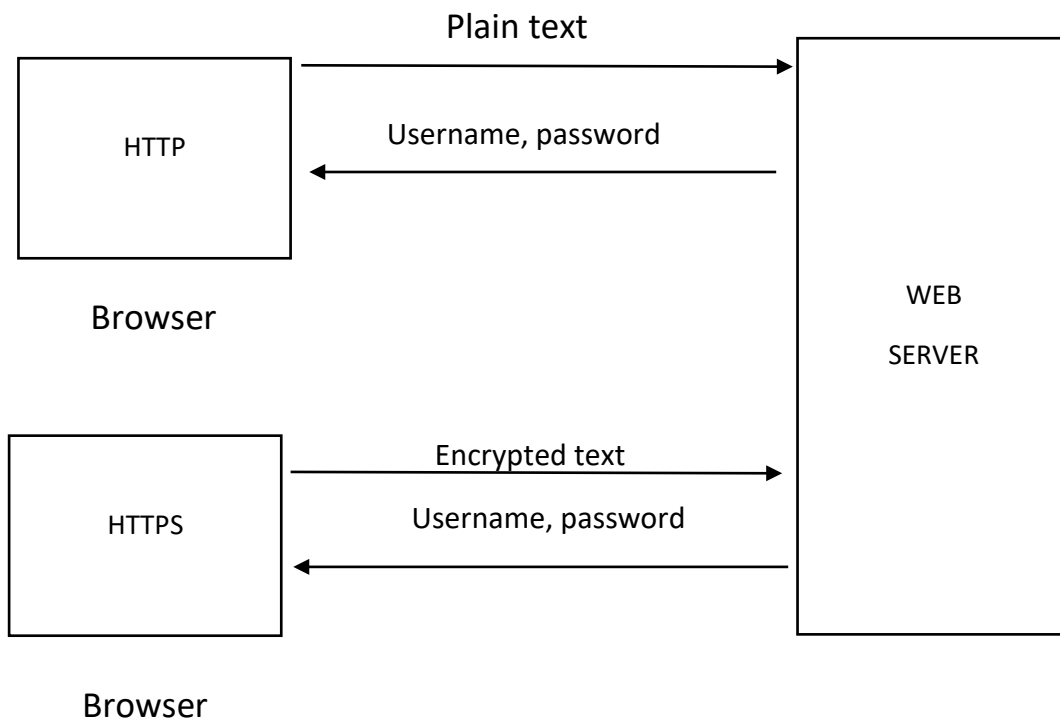 Plain text
HTTP
Username, password
Browser
WEB
SERVER
Encrypted text
HTTPS
Username, password
Browser